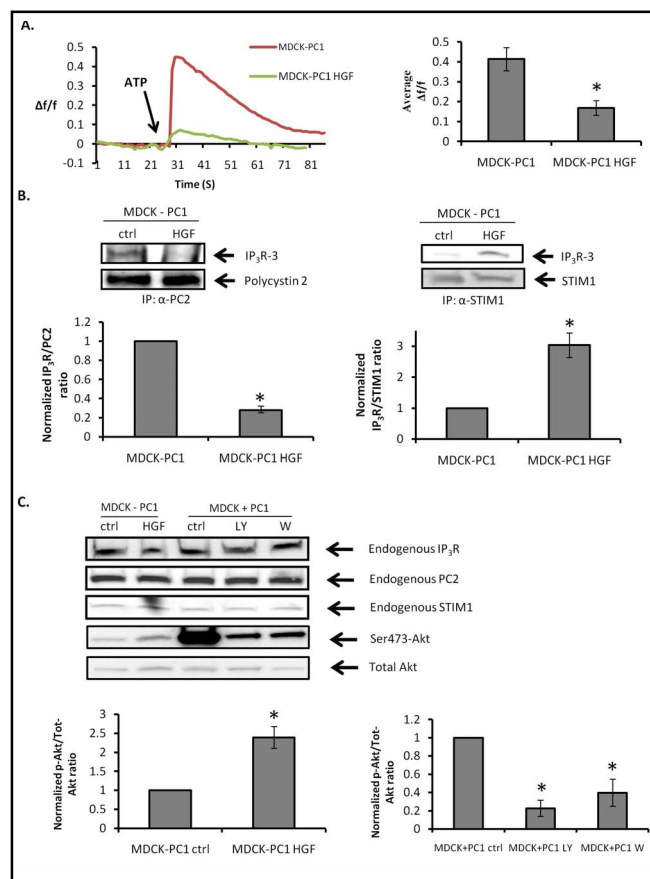 A.
0.5
0.4
0.3
0.2
0.1
0
-0.1
Δf/f
ATP
MDCK-PC1
MDCK-PC1 HGF
1 11 21 31 41 51 61 71 81
Time (S)
0.5
0.4
0.3
0.2
0.1
0
Average
Δf/f
*
MDCK-PC1 MDCK-PC1 HGF
B.
MDCK - PC1
ctrl HGF
IP₃R-3
Polycystin 2
IP: α-PC2
MDCK - PC1
ctrl HGF
IP₃R-3
STIM1
IP: α-STIM1
Normalized IP₃R/PC2
ratio
1.2
1
0.8
0.6
0.4
0.2
0
*
MDCK-PC1 MDCK-PC1 HGF
Normalized
IP₃R/STIM1 ratio
3
2
1
*
MDCK-PC1 MDCK-PC1 HGF
C.
MDCK - PC1 MDCK + PC1
ctrl HGF ctrl LY W
Endogenous IP₃R
Endogenous PC2
Endogenous STIM1
Ser473-Akt
Total Akt
Normalized p-Akt/Tot-
Akt ratio
3
2.5
2
1.5
1
0.5
0
*
MDCK-PC1 ctrl MDCK-PC1 HGF
Normalized p-Akt/Tot-
Akt ratio
1.2
1
0.8
0.6
0.4
0.2
0
*
*
MDCK+PC1 ctrl MDCK+PC1 LY MDCK+PC1 W